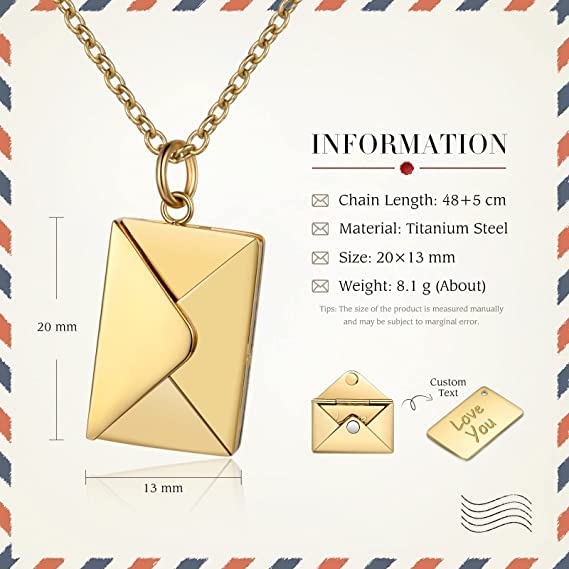 INFORMATION
Chain Length: 48+5 cm
Material: Titanium Steel
Size: 20×13 mm
Weight: 8.1 g (About)
Tips: The size of the product is measured manually
and may be subject to marginal error.
20 mm
13 mm
Custom
Text
Love
You